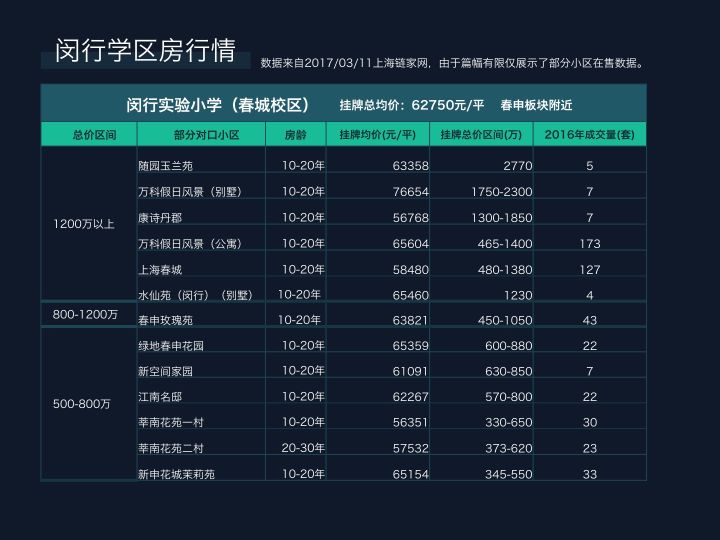 闵行学区房行情
数据来自2017/03/11上海链家网，由于篇幅有限仅展示了部分小区在售数据。
闵行实验小学（春城校区） 挂牌总均价：62750元/平 春申板块附近
总价区间 部分对口小区 房龄 挂牌均价(元/平) 挂牌总价区间(万) 2016年成交量(套)
1200万以上
随园玉兰苑 10-20年 63358 2770 5
万科假日风景（别墅） 10-20年 76654 1750-2300 7
康诗丹郡 10-20年 56768 1300-1850 7
万科假日风景（公寓） 10-20年 65604 465-1400 173
上海春城 10-20年 58480 480-1380 127
水仙苑（闵行）（别墅） 10-20年 65460 1230 4
800-1200万
春申玫瑰苑 10-20年 63821 450-1050 43
500-800万
绿地春申花园 10-20年 65359 600-880 22
新空间家园 10-20年 61091 630-850 7
江南名邸 10-20年 62267 570-800 22
莘南花苑一村 10-20年 56351 330-650 30
莘南花苑二村 20-30年 57532 373-620 23
新申花城茉莉苑 10-20年 65154 345-550 33